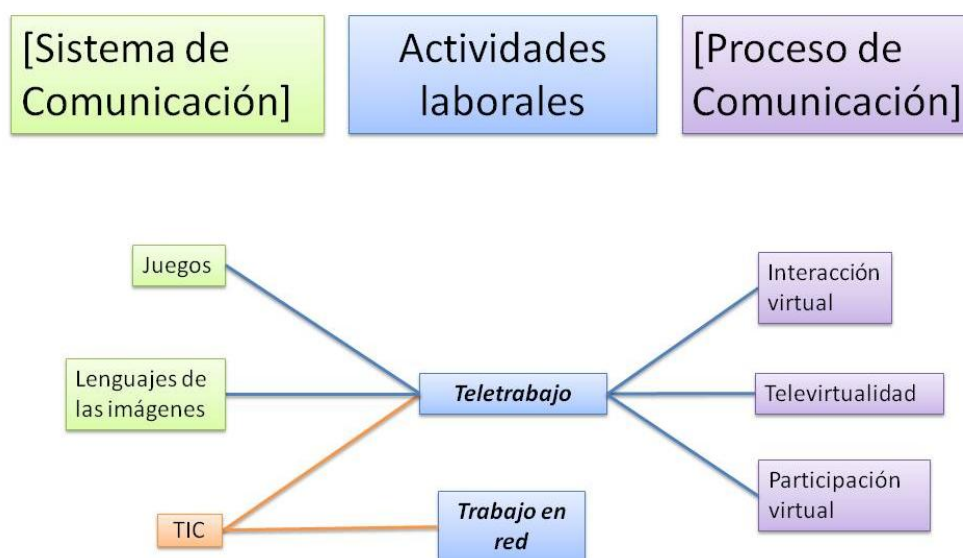 [Sistema de
Comunicación]
Actividades
laborales
[Proceso de
Comunicación]
Juegos
Interacción
virtual
Lenguajes de
las imágenes
Teletrabajo
Televirtualidad
Participación
virtual
TIC
Trabajo en
red